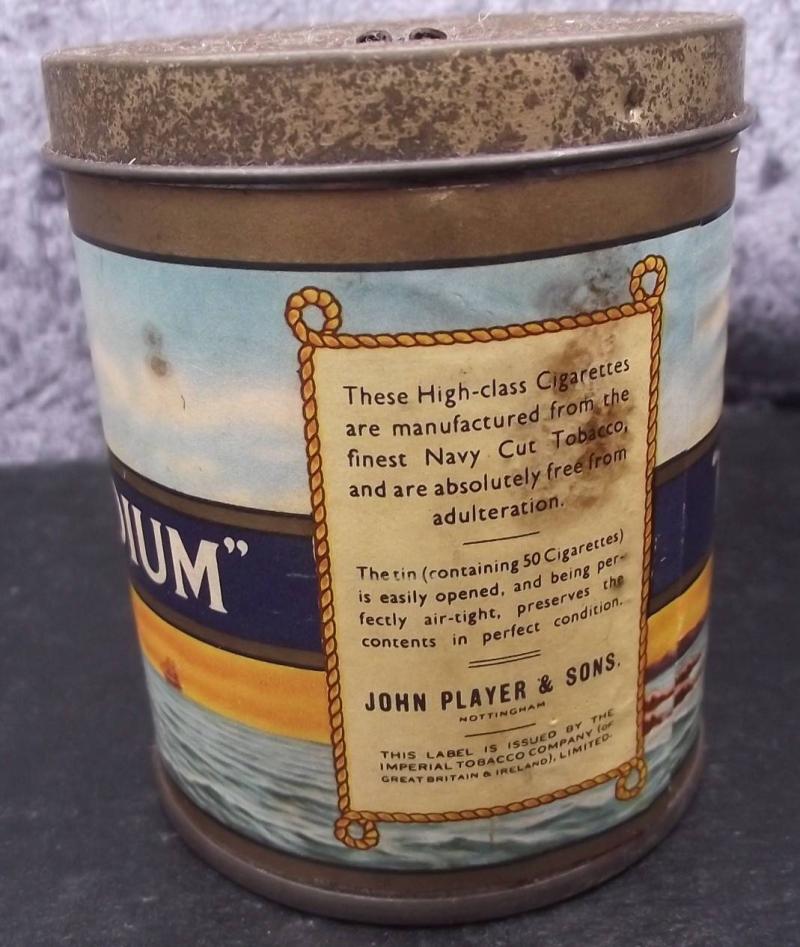 DIUM”
These High-class Cigarettes
are manufactured from the
finest Navy Cut Tobacco,
and are absolutely free from
adulteration.
The tin (containing 50 Cigarettes)
is easily opened, and being per-
fectly air-tight, preserves the
contents in perfect condition.
JOHN PLAYER & SONS.
NOTTINGHAM
THIS LABEL IS ISSUED BY THE
IMPERIAL TOBACCO COMPANY (OF
GREAT BRITAIN & IRELAND), LIMITED.